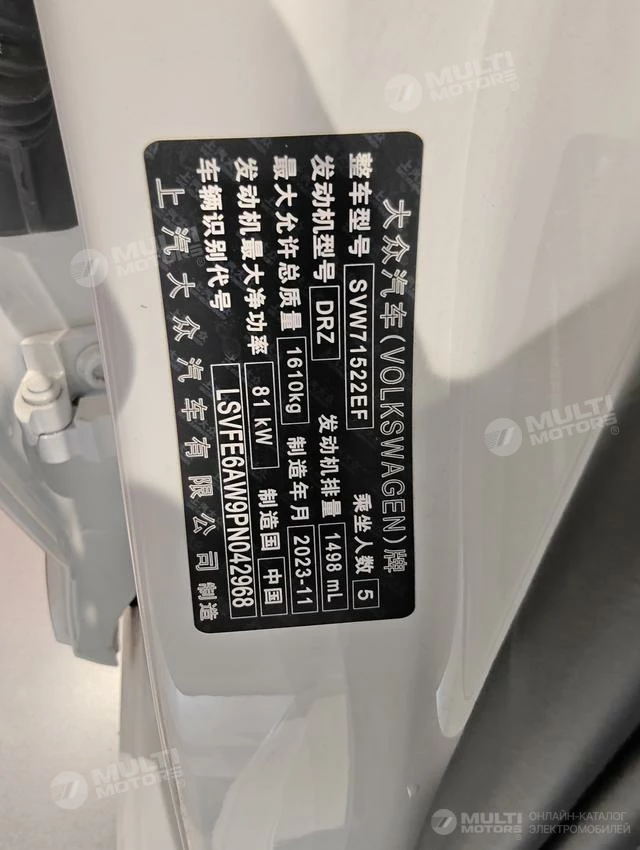 大众汽车(VOLKSWAGEN)牌
整车型号 SVW71522EF 乘坐人数 5
发动机型号 DRZ 发动机排量 1498 mL
最大允许总质量 1610kg 制造年月 2023-11
发动机最大净功率 81 kW 制造国 中国
车辆识别代号 LSVFE6AW9PN042968
上汽大众汽车有限公司制造
MULTI
MOTORS®
MULTI
MOTORS®
MULTI
MOTORS®
MULTI
MOTORS®
MULTI
MOTORS®
ОНЛАЙН-КАТАЛОГ
ЭЛЕКТРОМОБИЛЕЙ